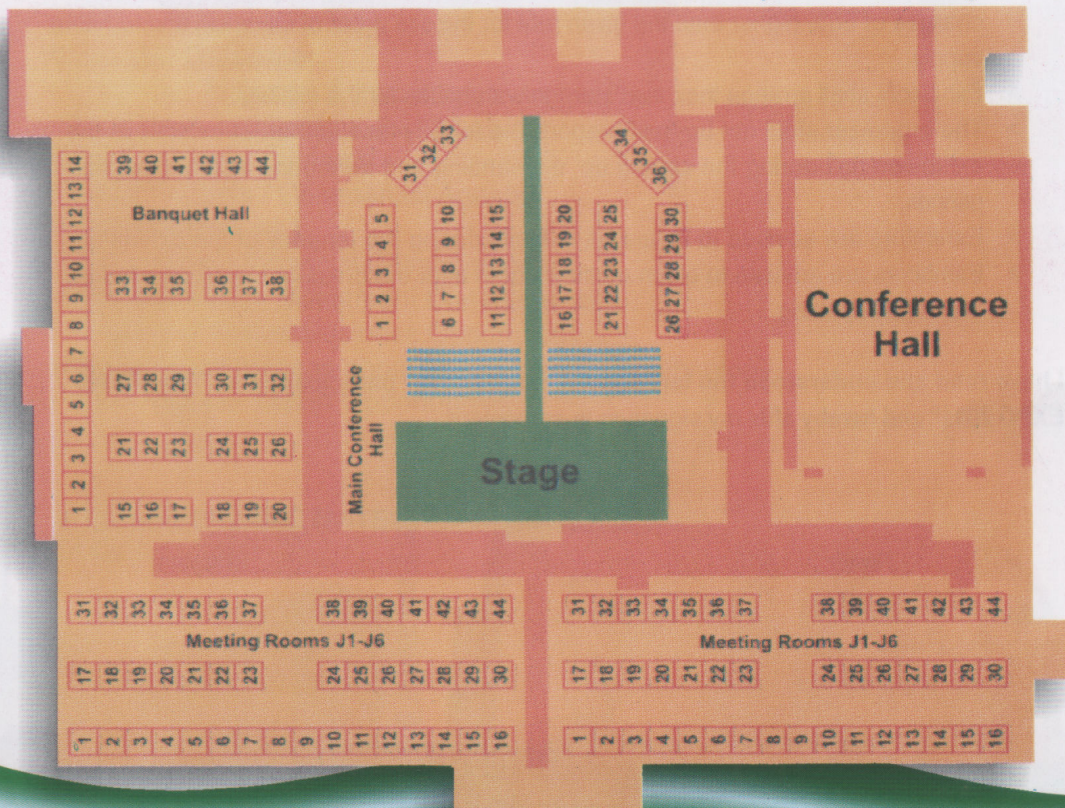 14
13
12
11
10
9
8
7
6
5
4
3
2
1
39 40 41 42 43 44
Banquet Hall
33 34 35 36 37 38
27 28 29 30 31 32
21 22 23 24 25 26
15 16 17 18 19 20
31 32 33
34 35 36
5
4
3
2
1
10
9
8
7
6
15
14
13
12
11
20
19
18
17
16
25
24
23
22
21
30
29
28
27
26
Main Conference
Hall
Stage
Conference
Hall
31 32 33 34 35 36 37 38 39 40 41 42 43 44
Meeting Rooms J1-J6
17 18 19 20 21 22 23 24 25 26 27 28 29 30
1 2 3 4 5 6 7 8 9 10 11 12 13 14 15 16
31 32 33 34 35 36 37 38 39 40 41 42 43 44
Meeting Rooms J1-J6
17 18 19 20 21 22 23 24 25 26 27 28 29 30
1 2 3 4 5 6 7 8 9 10 11 12 13 14 15 16